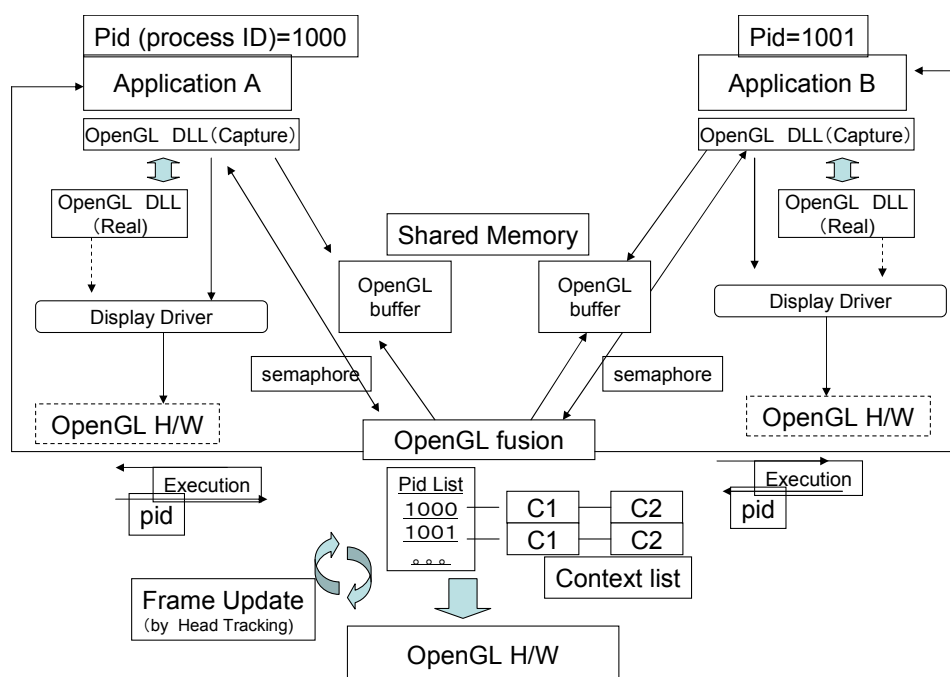 Pid (process ID)=1000
Pid=1001
Application A
Application B
OpenGL DLL（Capture）
OpenGL DLL（Capture）
OpenGL DLL
（Real）
OpenGL DLL
（Real）
Shared Memory
OpenGL
buffer
OpenGL
buffer
Display Driver
Display Driver
semaphore
semaphore
OpenGL H/W
OpenGL H/W
OpenGL fusion
Execution
pid
Execution
pid
Pid List
1000
1001
。。。
C1
C2
C1
C2
Context list
Frame Update
（by Head Tracking）
OpenGL H/W